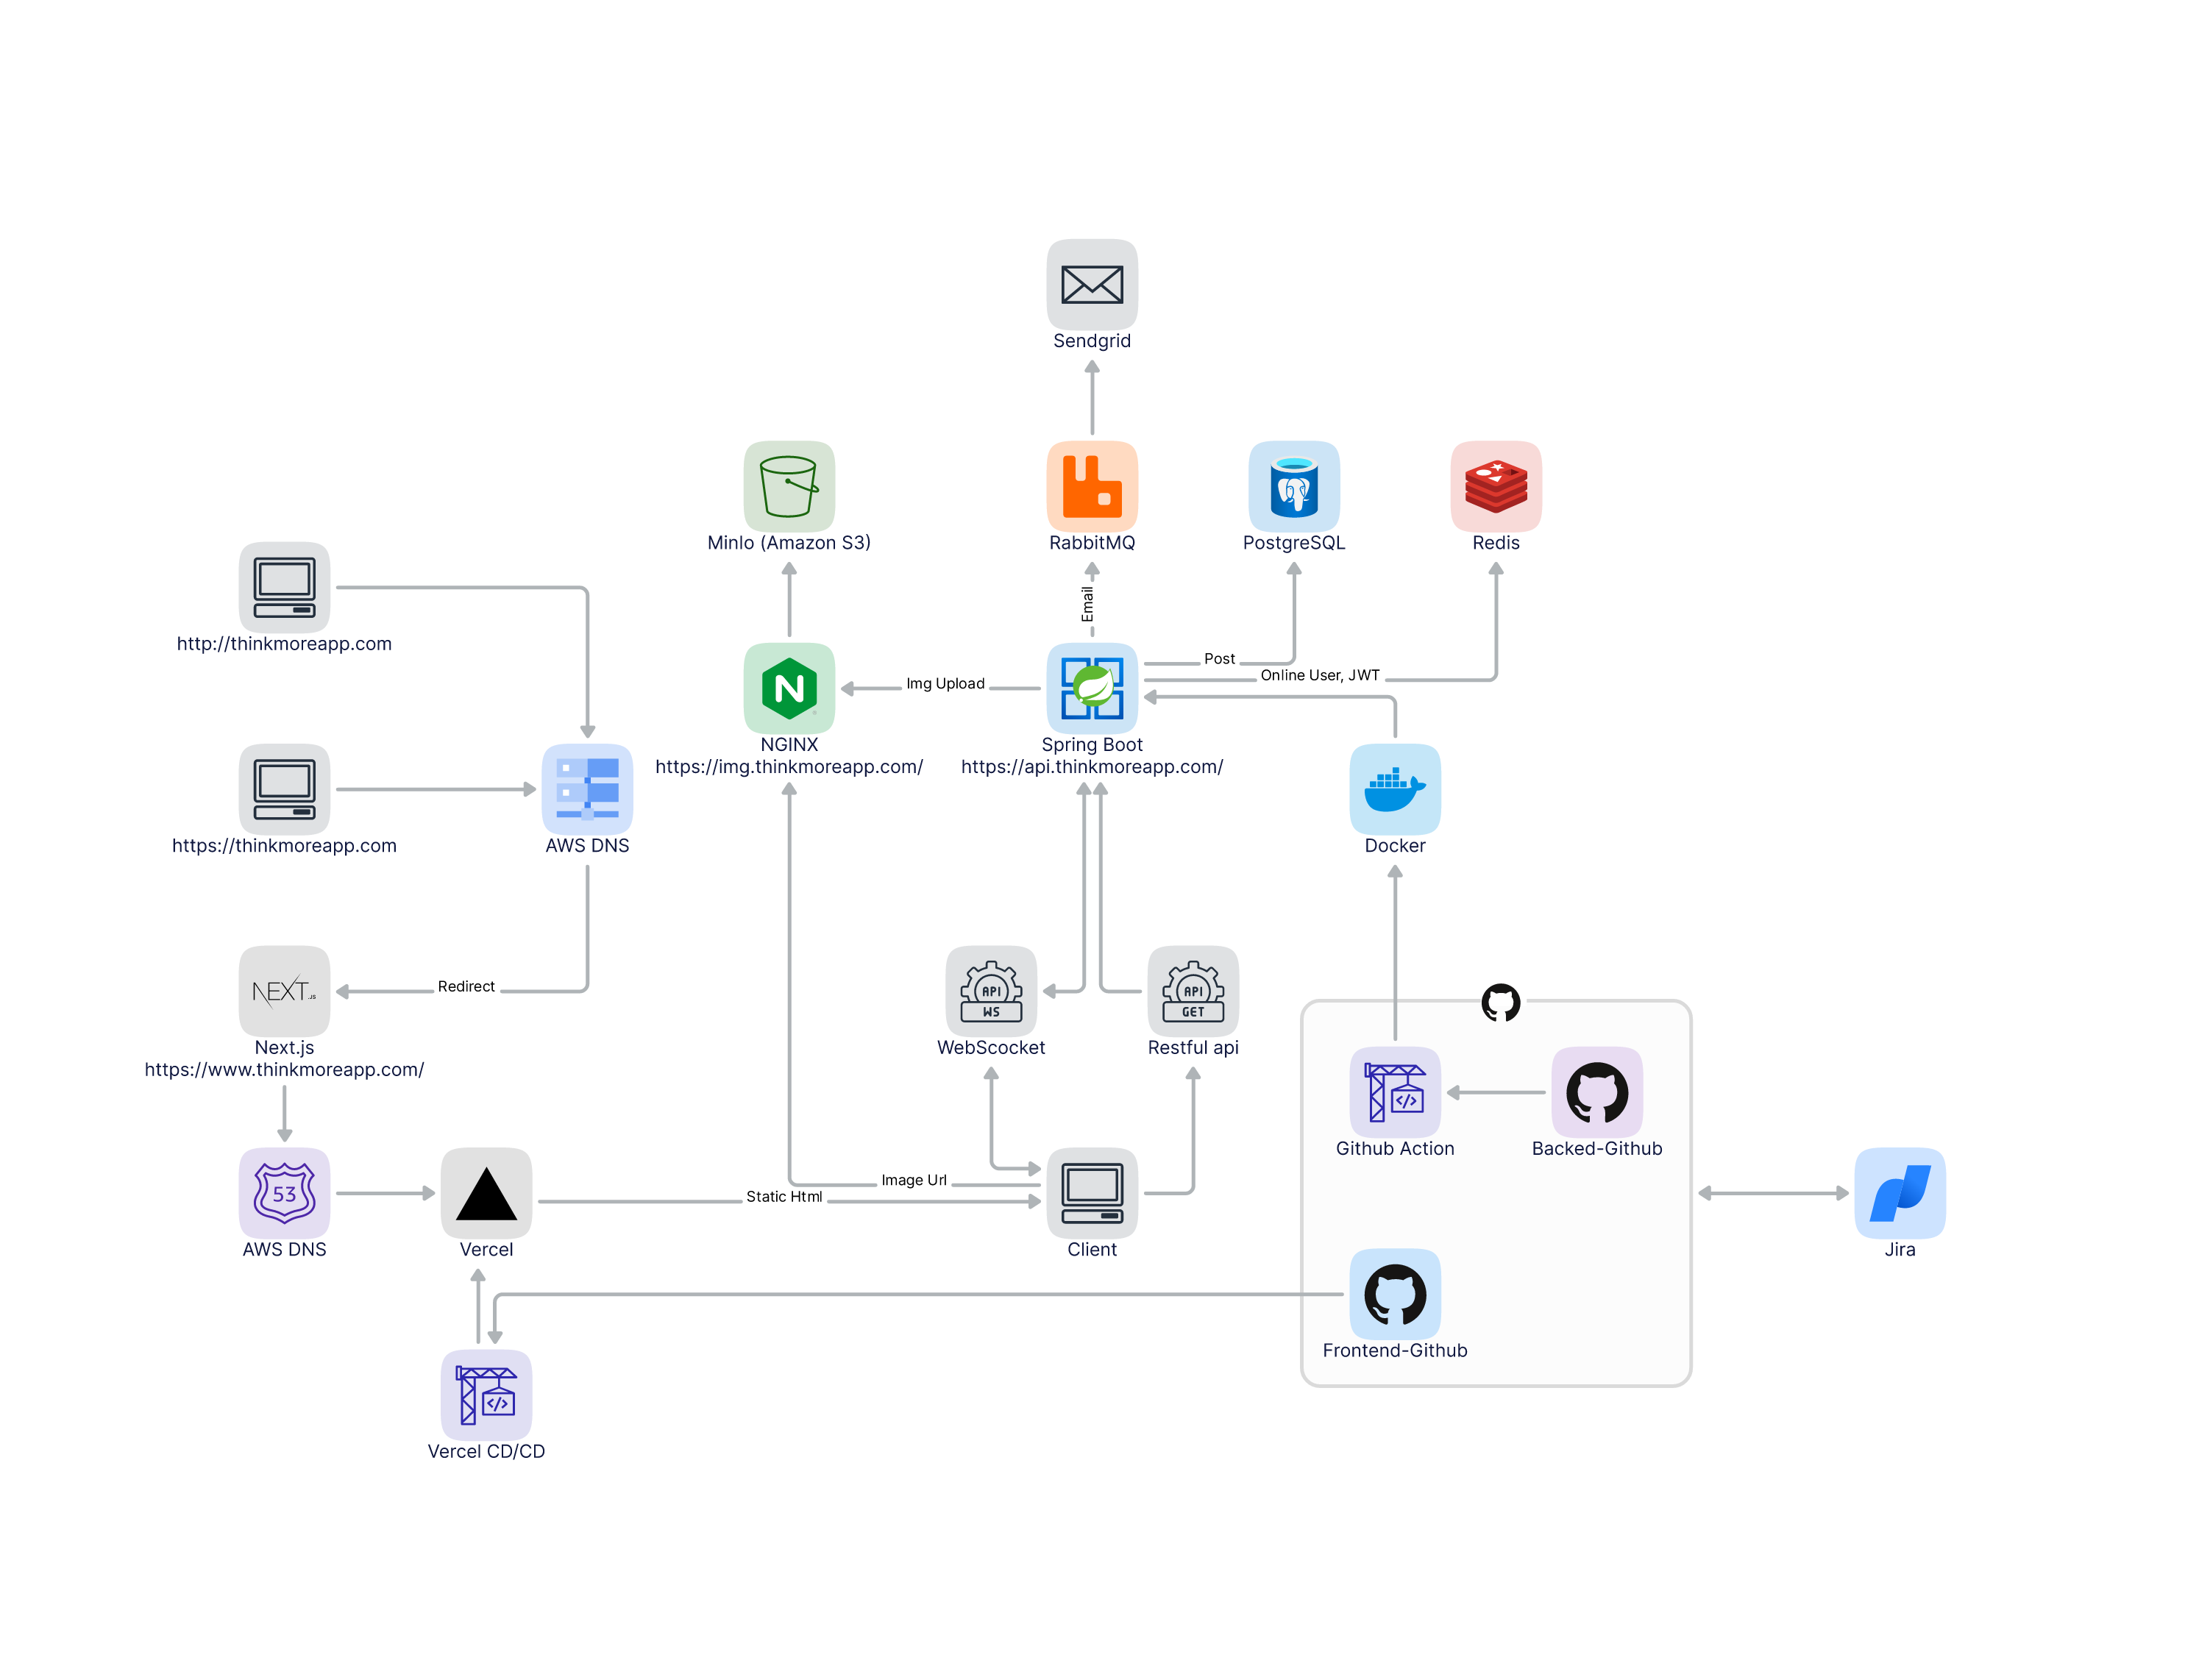 Sendgrid
Minlo (Amazon S3)
RabbitMQ
PostgreSQL
Redis
Email
http://thinkmoreapp.com
Post
Online User, JWT
Img Upload
NGINX
https://img.thinkmoreapp.com/
Spring Boot
https://api.thinkmoreapp.com/
https://thinkmoreapp.com
AWS DNS
Docker
Redirect
NEXT.JS
API
WS
API
GET
Next.js
https://www.thinkmoreapp.com/
WebScocket
Restful api
Github Action
Backed-Github
Image Url
Static Html
53
AWS DNS
Vercel
Client
Jira
Frontend-Github
Vercel CD/CD